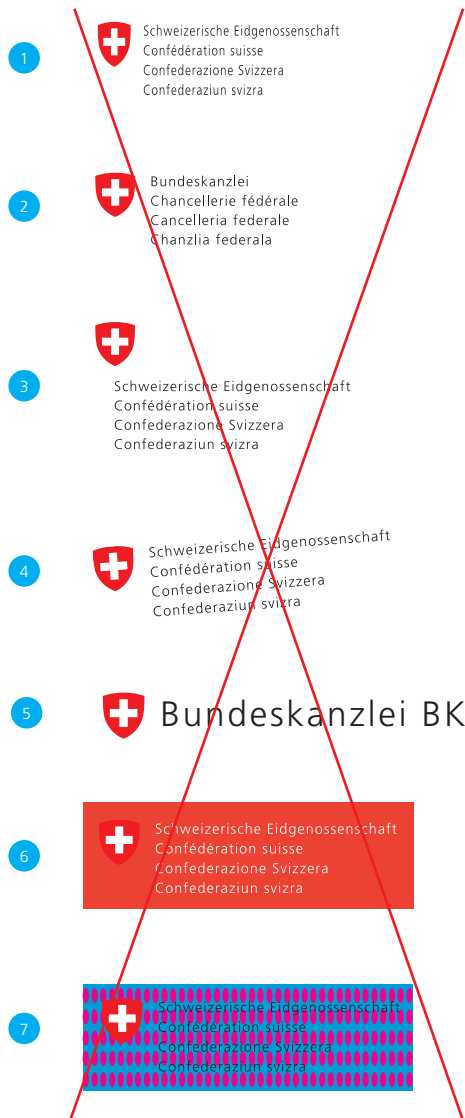 1
Schweizerische Eidgenossenschaft
Confédération suisse
Confederazione Svizzera
Confederaziun svizra
2
Bundeskanzlei
Chancellerie fédérale
Cancelleria federale
Chanzlia federala
3
Schweizerische Eidgenossenschaft
Confédération suisse
Confederazione Svizzera
Confederaziun svizra
4
Schweizerische Eidgenossenschaft
Confédération suisse
Confederazione Svizzera
Confederaziun svizra
5
Bundeskanzlei BK
6
Schweizerische Eidgenossenschaft
Confédération suisse
Confederazione Svizzera
Confederaziun svizra
7
Schweizerische Eidgenossenschaft
Confédération suisse
Confederazione Svizzera
Confederaziun svizra